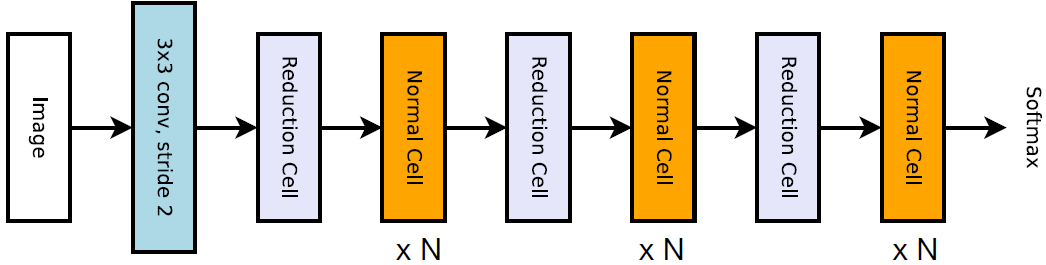 Image
3x3 conv, stride 2
Reduction Cell
Normal Cell
x N
Reduction Cell
Normal Cell
x N
Reduction Cell
Normal Cell
x N
Softmax